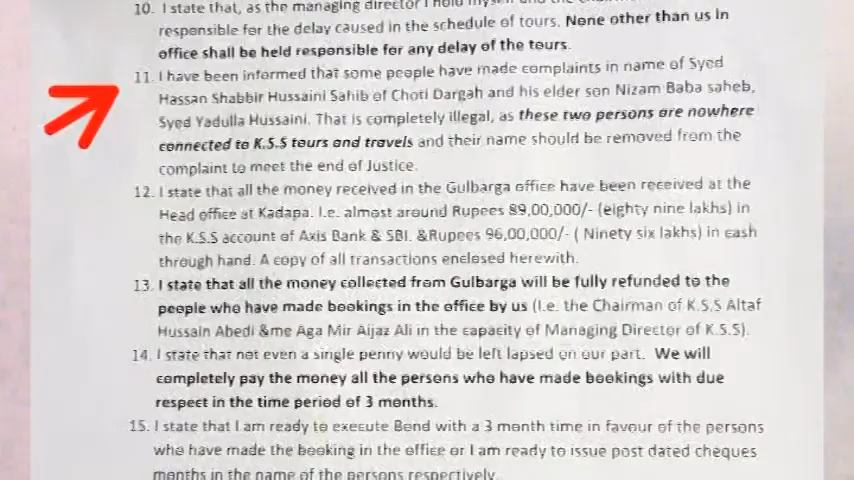 10. I state that, as the managing director I hold myself and the
responsible for the delay caused in the schedule of tours. None other than us in
office shall be held responsible for any delay of the tours.
11. I have been informed that some people have made complaints in name of Syed
Hassan Shabbir Hussaini Sahib of Choti Dargah and his elder son Nizam Baba saheb,
Syed Yadulla Hussaini. That is completely illegal, as these two persons are nowhere
connected to K.S.S tours and travels and their name should be removed from the
complaint to meet the end of Justice.
12. I state that all the money received in the Gulbarga office have been received at the
Head office at Kadapa. I.e. almost around Rupees 89,00,000/- (eighty nine lakhs) in
the K.S.S account of Axis Bank & SBI. &Rupees 96,00,000/- ( Ninety six lakhs) in cash
through hand. A copy of all transactions enclosed herewith.
13. I state that all the money collected from Gulbarga will be fully refunded to the
people who have made bookings in the office by us (I.e. the Chairman of K.S.S Altaf
Hussain Abedi &me Aga Mir Aijaz Ali in the capacity of Managing Director of K.S.S).
14. I state that not even a single penny would be left lapsed on our part. We will
completely pay the money all the persons who have made bookings with due
respect in the time period of 3 months.
15. I state that I am ready to execute Bond with a 3 month time in favour of the persons
who have made the booking in the office or I am ready to issue post dated cheques
months in the name of the persons respectively.